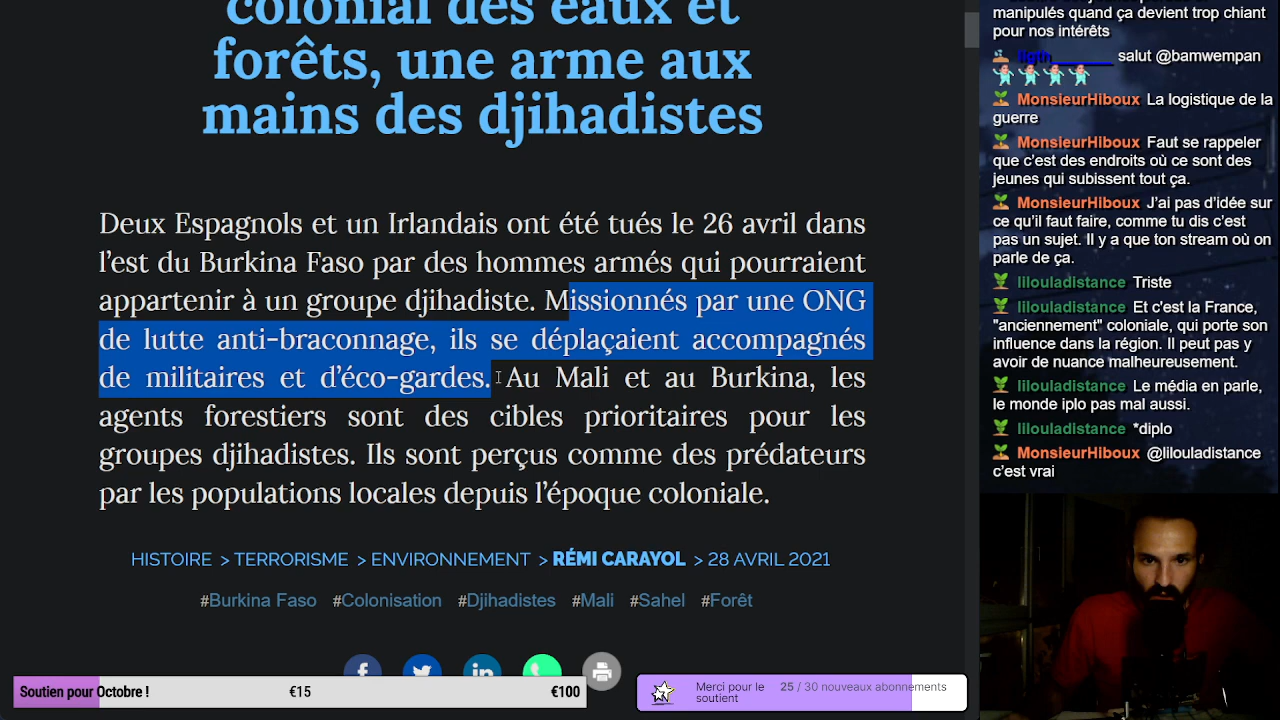 colonial des eaux et
forêts, une arme aux
mains des djihadistes
Deux Espagnols et un Irlandais ont été tués le 26 avril dans
l’est du Burkina Faso par des hommes armés qui pourraient
appartenir à un groupe djihadiste. Missionnés par une ONG
de lutte anti-braconnage, ils se déplaçaient accompagnés
de militaires et d’éco-gardes. Au Mali et au Burkina, les
agents forestiers sont des cibles prioritaires pour les
groupes djihadistes. Ils sont perçus comme des prédateurs
par les populations locales depuis l’époque coloniale.
HISTOIRE > TERRORISME > ENVIRONNEMENT > RÉMI CARAYOL > 28 AVRIL 2021
#Burkina Faso #Colonisation #Djihadistes #Mali #Sahel #Forêt
Soutien pour Octobre ! €15 €100
Merci pour le
soutient
25 / 30 nouveaux abonnements
manipulés quand ça devient trop chiant
pour nos intérêts
salut @bamwempan
MonsieurHiboux La logistique de la
guerre
MonsieurHiboux Faut se rappeler
que c’est des endroits où ce sont des
jeunes qui subissent tout ça.
MonsieurHiboux J’ai pas d’idée sur
ce qu’il faut faire, comme tu dis c’est
pas un sujet. Il y a que ton stream où on
parle de ça.
lilouladistance Triste
lilouladistance Et c’est la France,
"anciennement" coloniale, qui porte son
influence dans la région. Il peut pas y
avoir de nuance malheureusement.
lilouladistance Le média en parle,
le monde iplo pas mal aussi.
lilouladistance *diplo
MonsieurHiboux @lilouladistance
c’est vrai